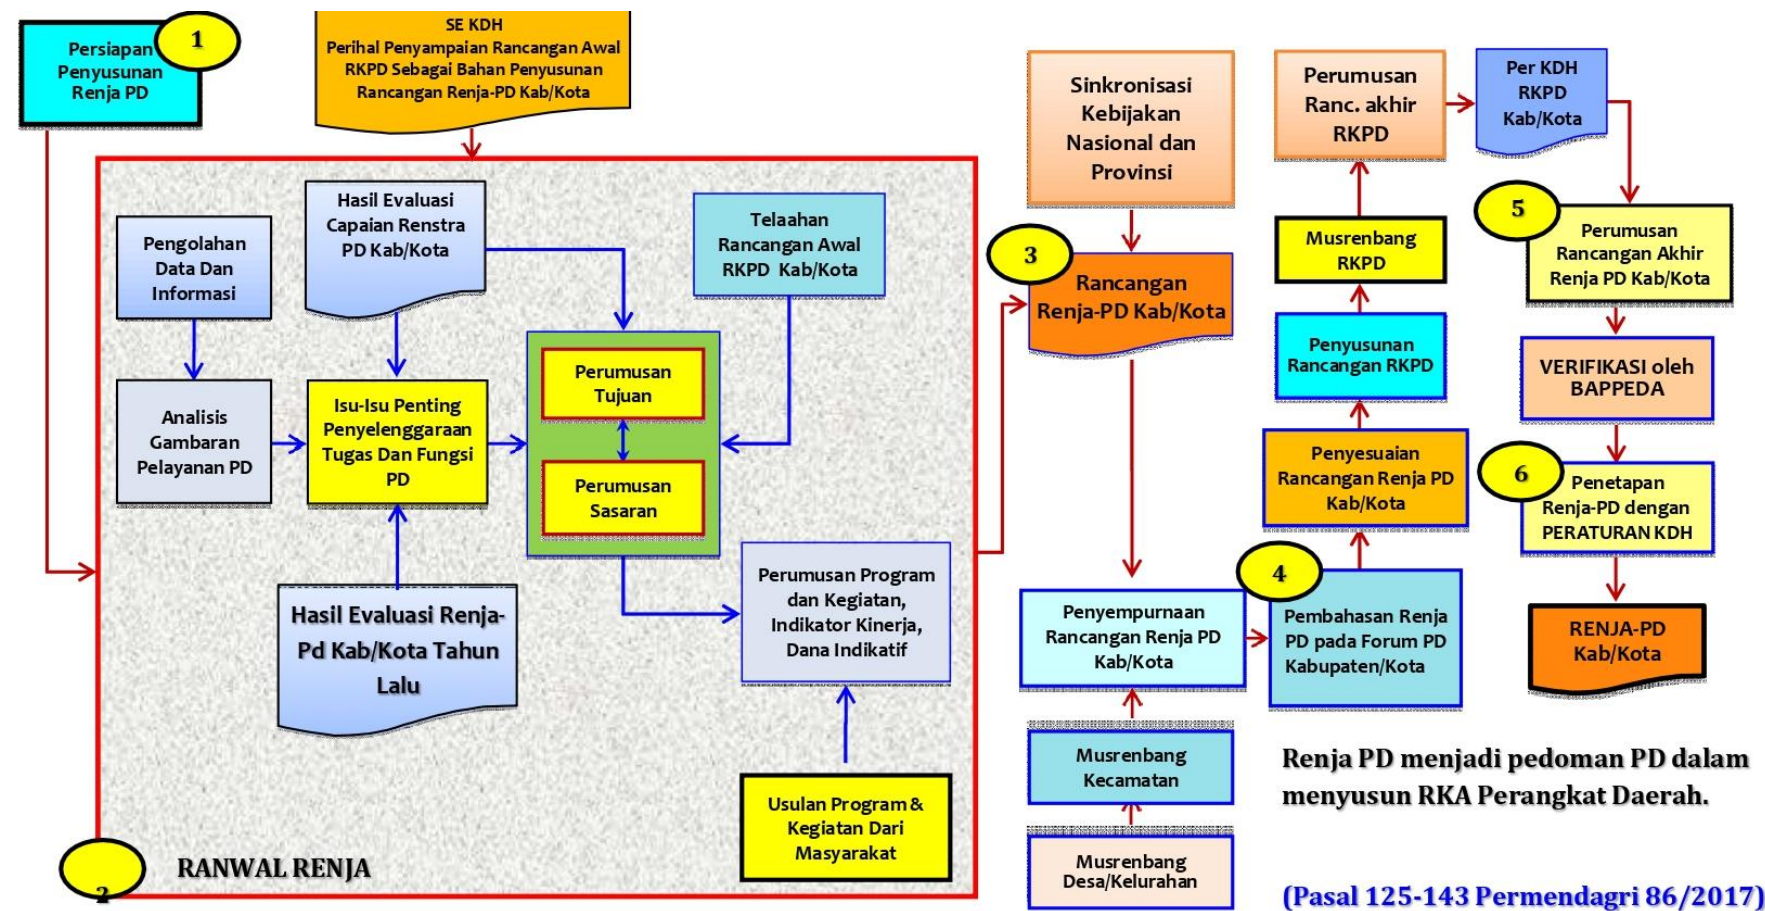 1
Persiapan
Penyusunan
Renja PD
SE KDH
Perihal Penyampaian Rancangan Awal
RKPD Sebagai Bahan Penyusunan
Rancangan Renja-PD Kab/Kota
Pengolahan
Data Dan
Informasi
Hasil Evaluasi
Capaian Renstra
PD Kab/Kota
Telaahan
Rancangan Awal
RKPD Kab/Kota
Analisis
Gambaran
Pelayanan PD
Isu-Isu Penting
Penyelenggaraan
Tugas Dan Fungsi
PD
Perumusan
Tujuan
Perumusan
Sasaran
Hasil Evaluasi Renja-
Pd Kab/Kota Tahun
Lalu
Perumusan Program
dan Kegiatan,
Indikator Kinerja,
Dana Indikatif
Usulan Program &
Kegiatan Dari
Masyarakat
2
RANWAL RENJA
Sinkronisasi
Kebijakan
Nasional dan
Provinsi
3
Rancangan
Renja-PD Kab/Kota
Penyempurnaan
Rancangan Renja PD
Kab/Kota
Musrenbang
Kecamatan
Musrenbang
Desa/Kelurahan
4
Pembahasan Renja
PD pada Forum PD
Kabupaten/Kota
Penyesuaian
Rancangan Renja PD
Kab/Kota
Penyusunan
Rancangan RKPD
Musrenbang
RKPD
Perumusan
Ranc. akhir
RKPD
Per KDH
RKPD
Kab/Kota
5
Perumusan
Rancangan Akhir
Renja PD Kab/Kota
VERIFIKASI oleh
BAPPEDA
6
Penetapan
Renja-PD dengan
PERATURAN KDH
RENJA-PD
Kab/Kota
Renja PD menjadi pedoman PD dalam
menyusun RKA Perangkat Daerah.
(Pasal 125-143 Permendagri 86/2017)